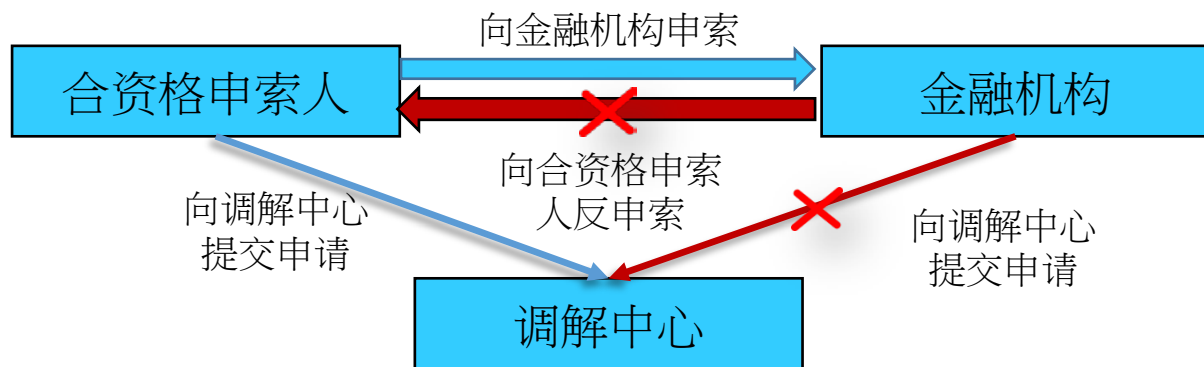 向金融机构申索
合资格申索人
金融机构
向合资格申索
人反申索
向调解中心
提交申请
向调解中心
提交申请
调解中心